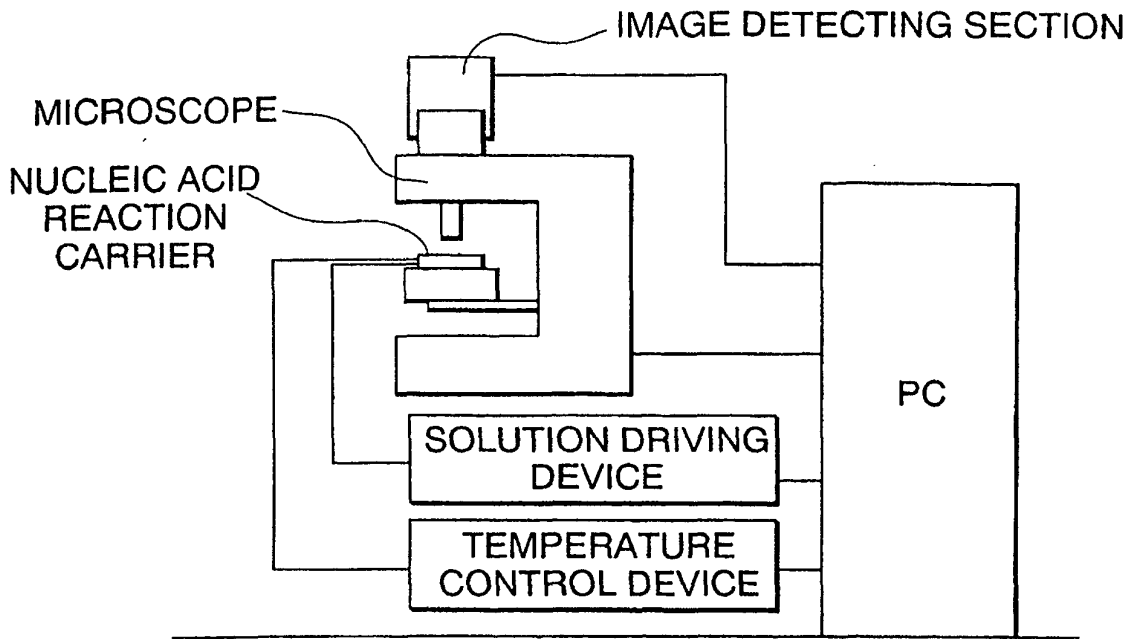 IMAGE DETECTING SECTION
MICROSCOPE
NUCLEIC ACID
REACTION
CARRIER
PC
SOLUTION DRIVING
DEVICE
TEMPERATURE
CONTROL DEVICE